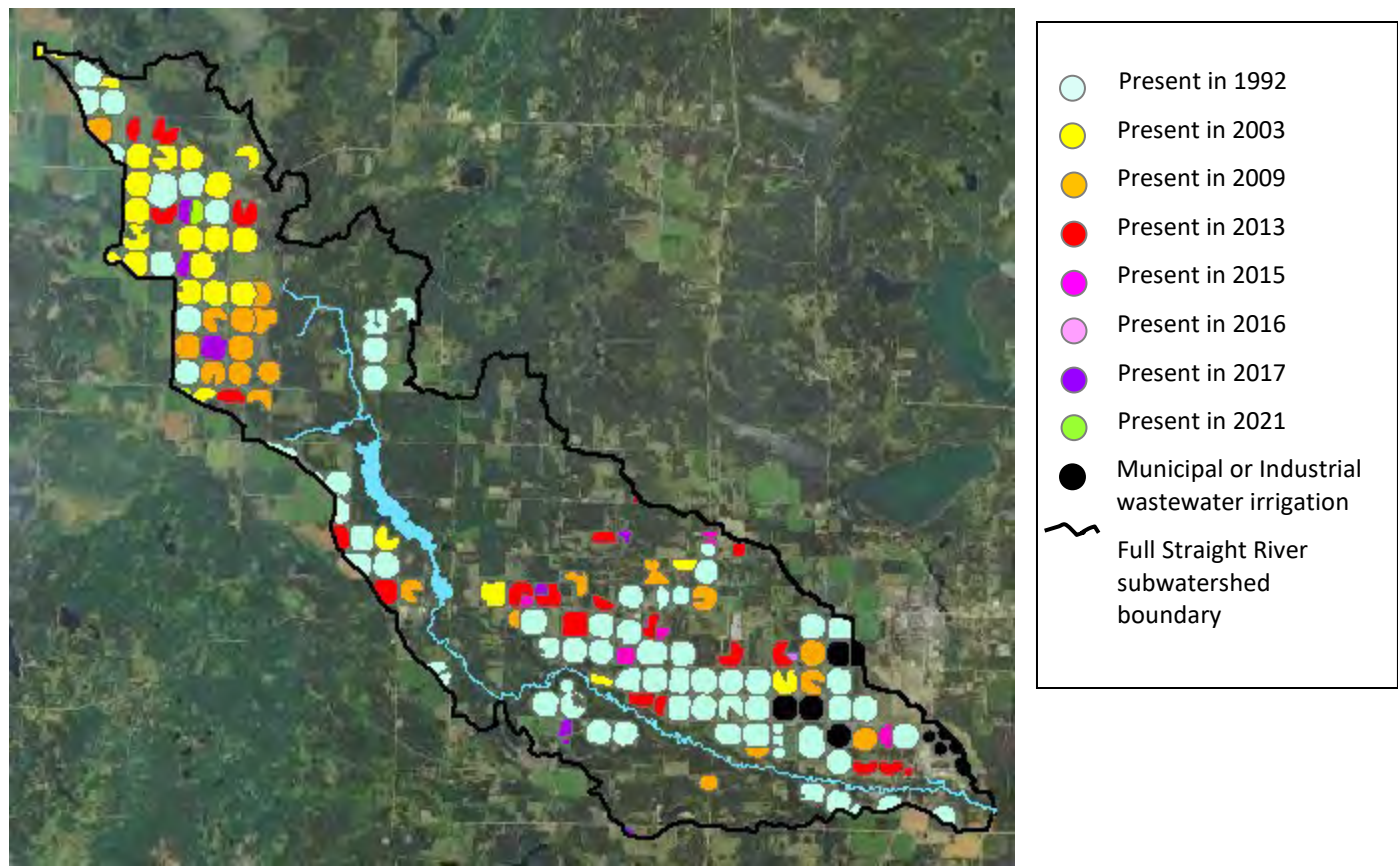 Present in 1992
Present in 2003
Present in 2009
Present in 2013
Present in 2015
Present in 2016
Present in 2017
Present in 2021
Municipal or Industrial
wastewater irrigation
Full Straight River
subwatershed
boundary